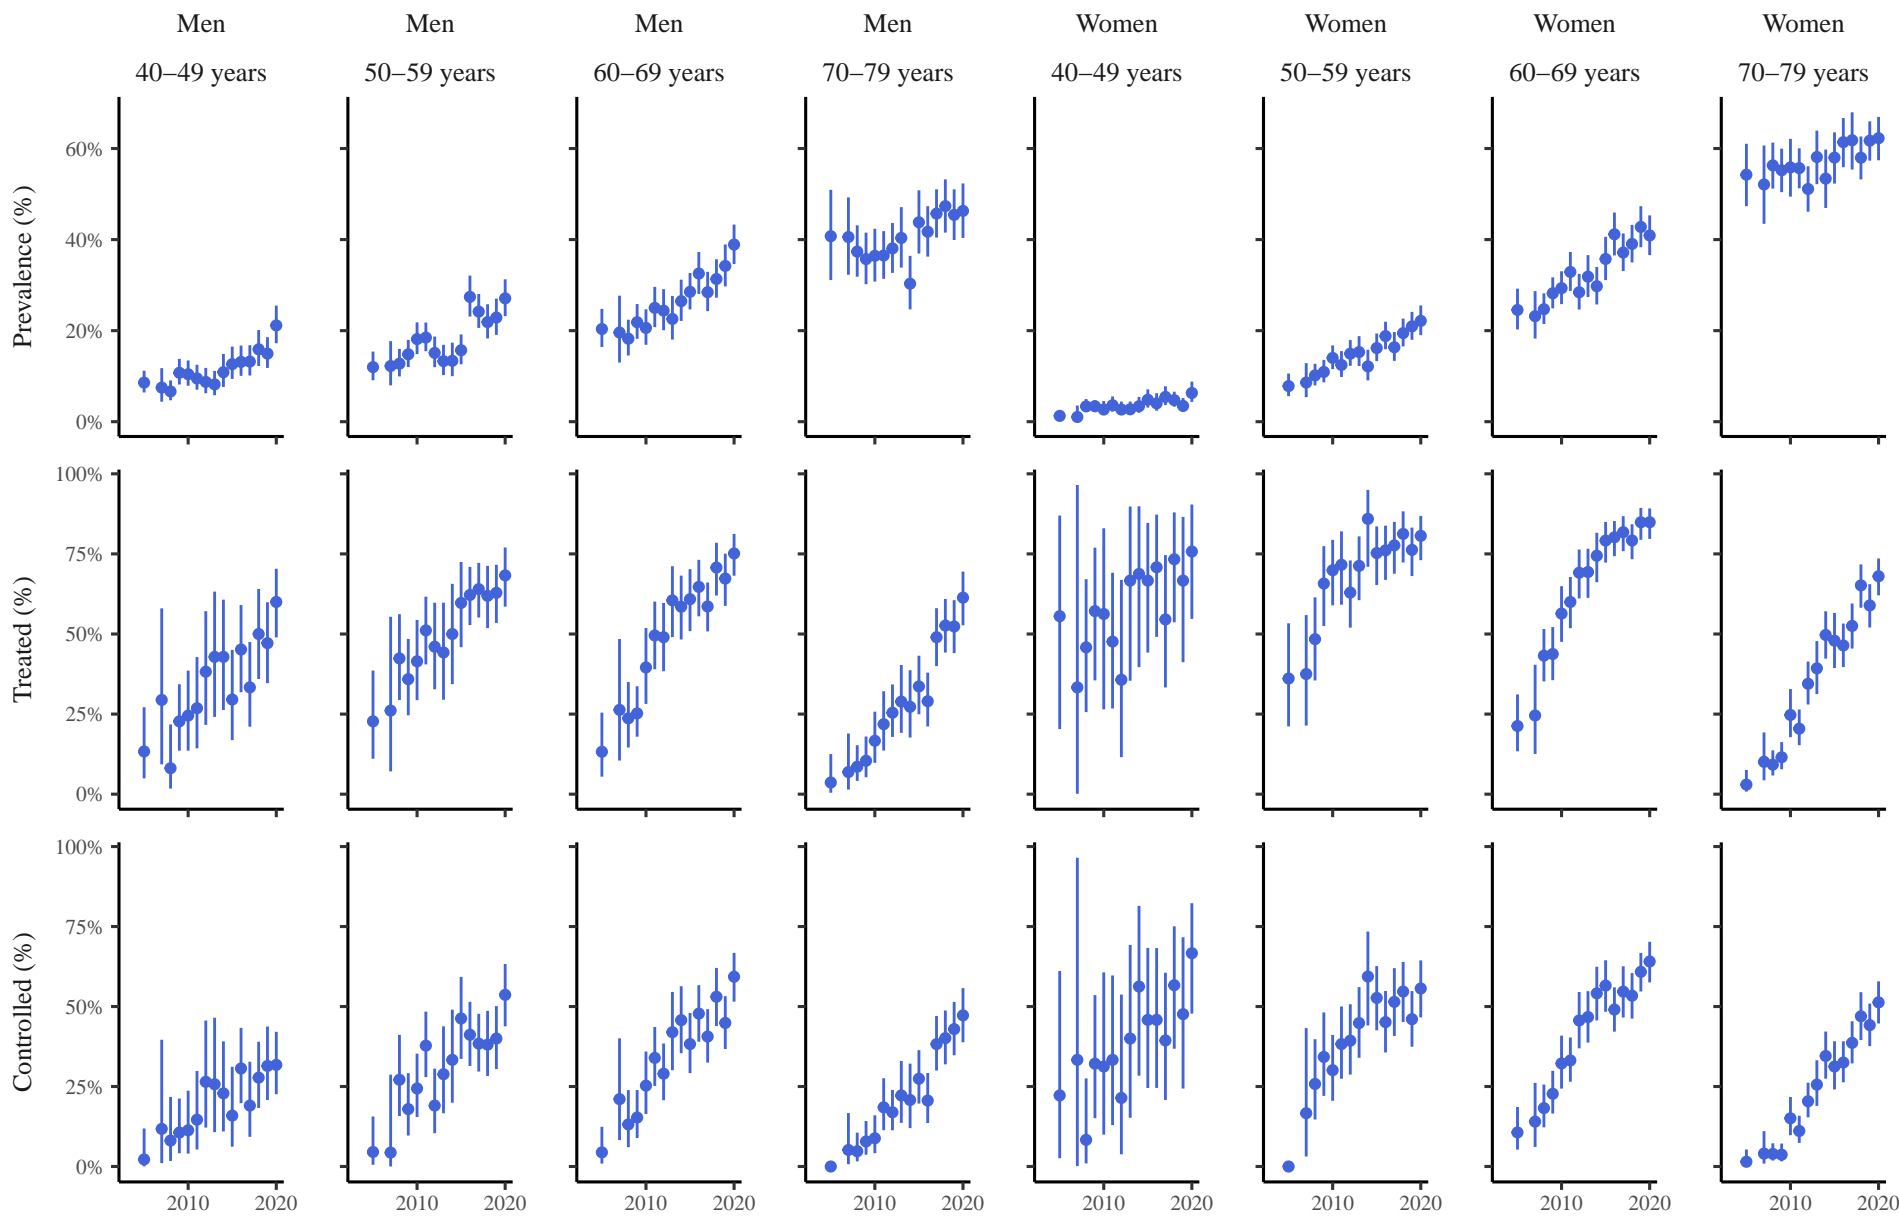 Men Men Men Men Women Women Women Women
40–49 years 50–59 years 60–69 years 70–79 years 40–49 years 50–59 years 60–69 years 70–79 years
Prevalence (%)
60%
40%
20%
0%
Treated (%)
100%
75%
50%
25%
0%
Controlled (%)
100%
75%
50%
25%
0%
2010 2020 2010 2020 2010 2020 2010 2020 2010 2020 2010 2020 2010 2020 2010 2020